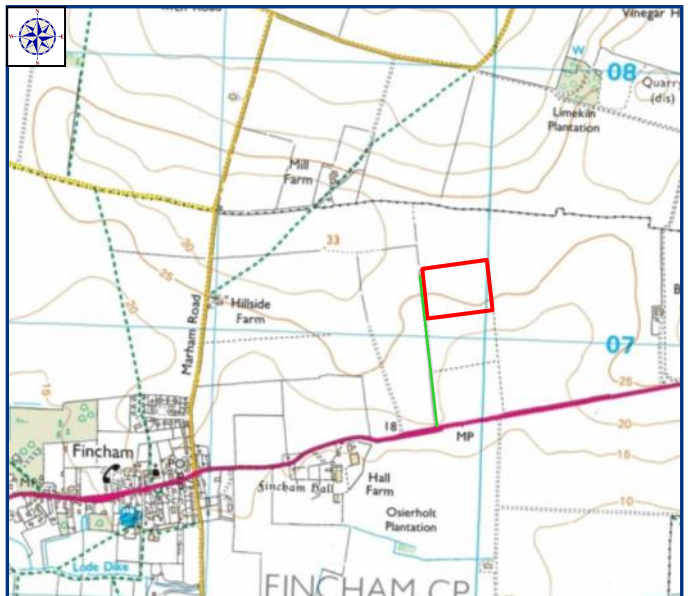 Vinegar H
08
Quarry
(dis)
W
Limekiln
Plantation
Mill
Farm
30
33
25
20
Marham Road
Hillside
Farm
07
15
25
20
18
MP
15
Fincham
PO
MP
Fincham Hall
Hall
Farm
10
Osierholt
Plantation
Lode Dike
FINCHAM CP